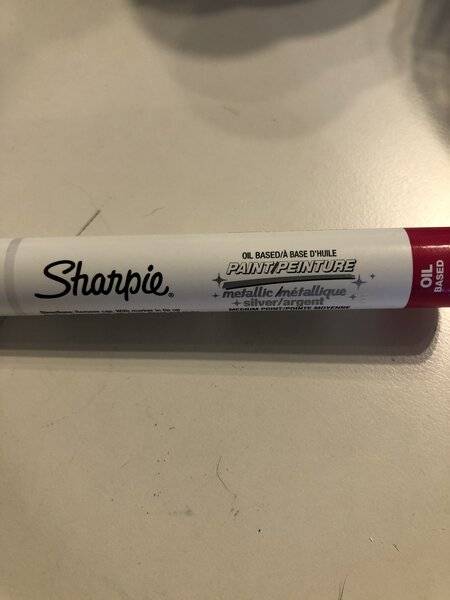 Sharpie®
OIL BASED/À BASE D'HUILE
PAINT/PEINTURE
metallic/métallique
silver/argent
MEDIUM POINT/POINTE MOYENNE
OIL
BASED